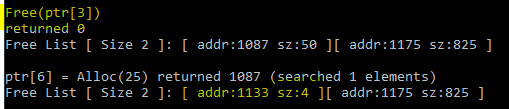 Free(ptr[3])
returned 0
Free List [ Size 2 ]: [ addr:1087 sz:50 ][ addr:1175 sz:825 ]
ptr[6] = Alloc(25) returned 1087 (searched 1 elements)
Free List [ Size 2 ]: [ addr:1133 sz:4 ][ addr:1175 sz:825 ]